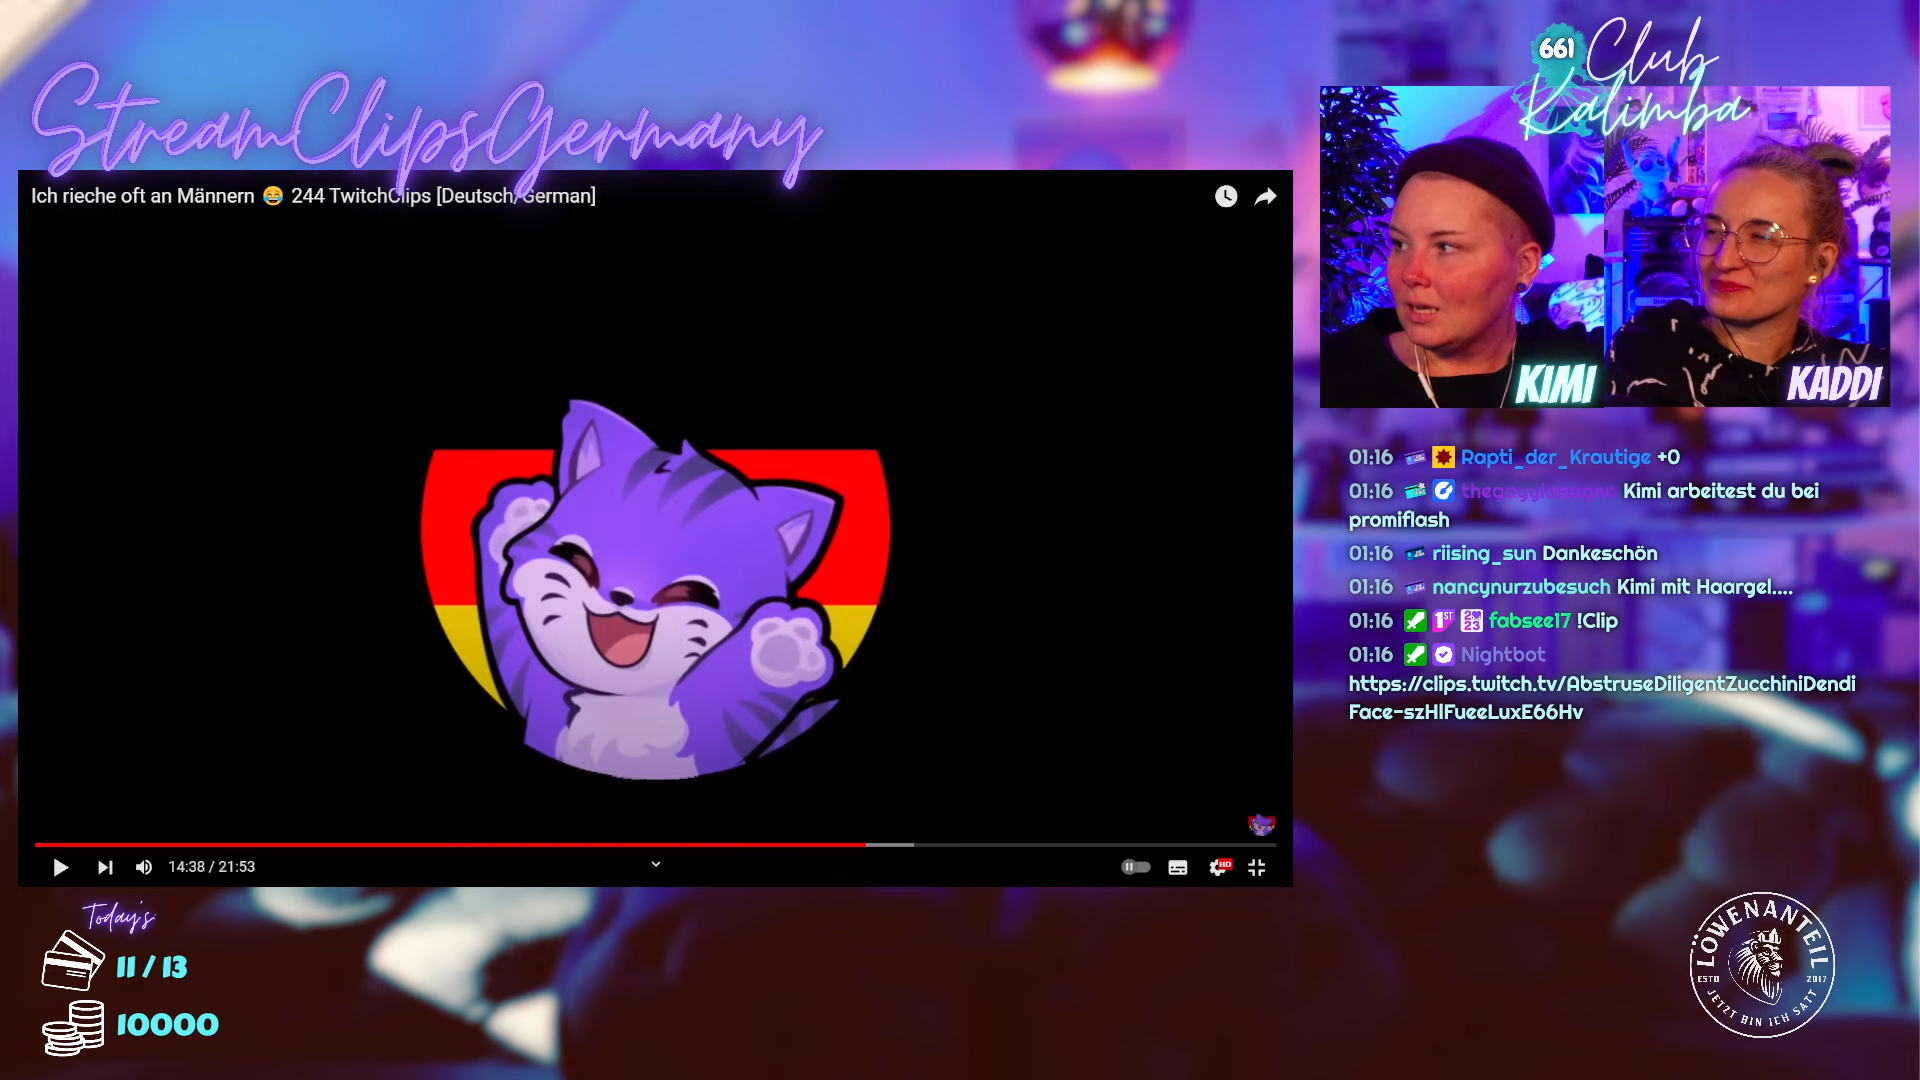 StreamClipsGermany
Ich rieche oft an Männern 😂 244 TwitchClips [Deutsch/German]
14:38 / 21:53
HD
Today's
11 / 13
10000
661 Club
Kalimba
KIMI
KADDI
01:16 Rapti_der_Krautige +0
01:16 Kimi arbeitest du bei
promiflash
01:16 riising_sun Dankeschön
01:16 nancynurzubesuch Kimi mit Haargel....
01:16 1ST 2023 fabsee17 !Clip
01:16 Nightbot
https://clips.twitch.tv/AbstruseDiligentZucchiniDendi
Face-szHlFueeLuxE66Hv
LÖWENANTEIL
ESTD 2017
JETZT BIN ICH SATT